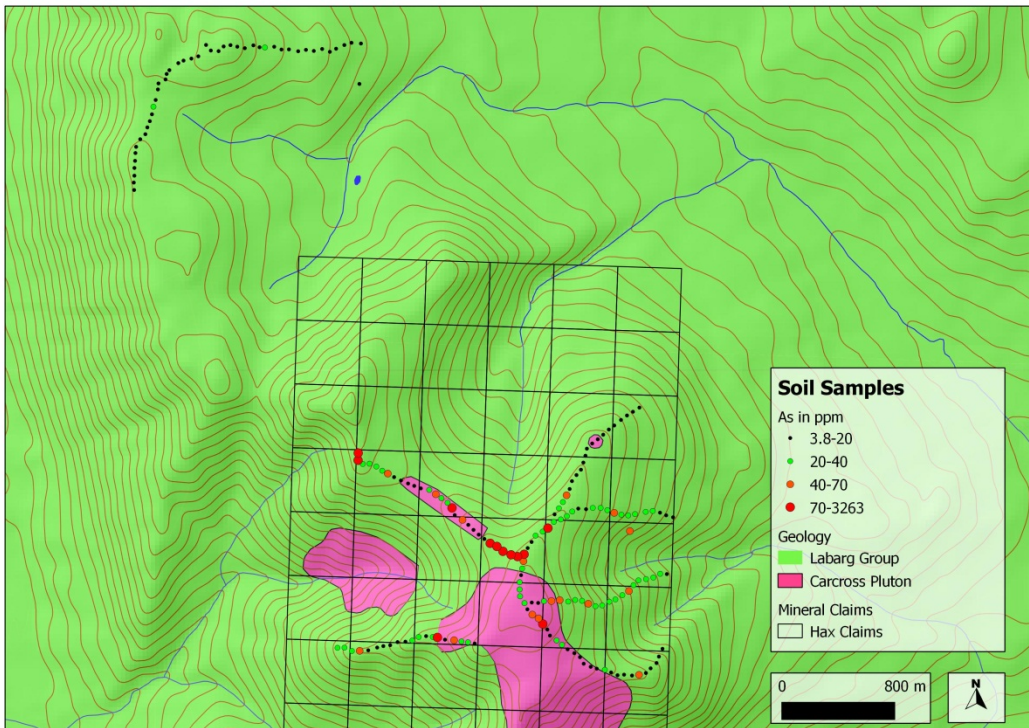 Soil Samples
As in ppm
3.8-20
20-40
40-70
70-3263
Geology
Labarg Group
Carcross Pluton
Mineral Claims
Hax Claims
0 800 m
N